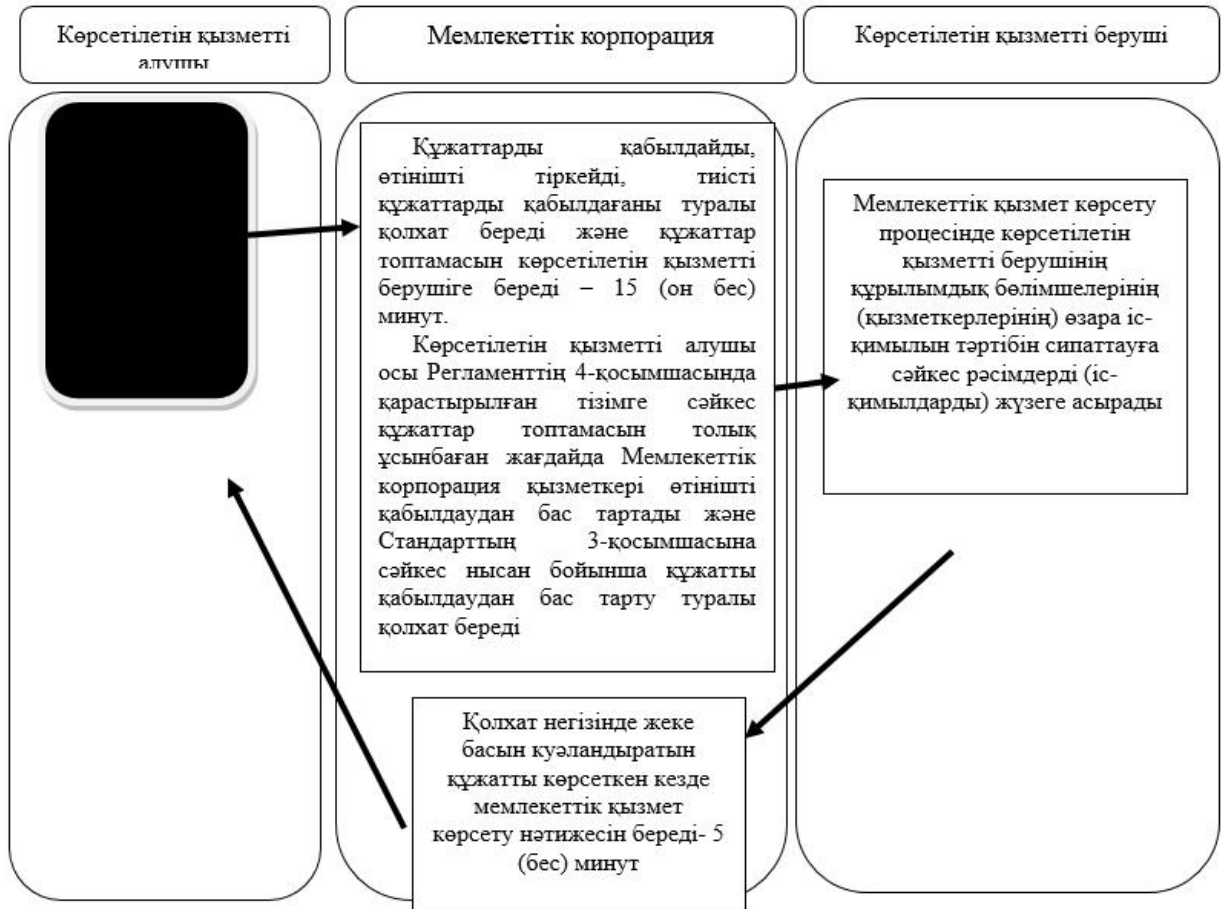 Көрсетілетін қызметті
алушы
Мемлекеттік корпорация
Көрсетілетін қызметті беруші
Құжаттарды қабылдайды,
өтінішті тіркейді, тиісті
құжаттарды қабылдағаны туралы
қолхат береді және құжаттар
топтамасын көрсетілетін қызметті
берушіге береді – 15 (он бес)
минут.
Көрсетілетін қызметті алушы
осы Регламенттің 4-қосымшасында
қарастырылған тізімге сәйкес
құжаттар топтамасын толық
ұсынбаған жағдайда Мемлекеттік
корпорация қызметкері өтінішті
қабылдаудан бас тартады және
Стандарттың 3-қосымшасына
сәйкес нысан бойынша құжатты
қабылдаудан бас тарту туралы
қолхат береді
Мемлекеттік қызмет көрсету
процесінде көрсетілетін
қызметті берушінің
құрылымдық бөлімшелерінің
(қызметкерлерінің) өзара іс-
қимылын тәртібін сипаттауға
сәйкес рәсімдерді (іс-
қимылдарды) жүзеге асырады
Қолхат негізінде жеке
басын куәландыратын
құжатты көрсеткен кезде
мемлекеттік қызмет
көрсету нәтижесін береді- 5
(бес) минут